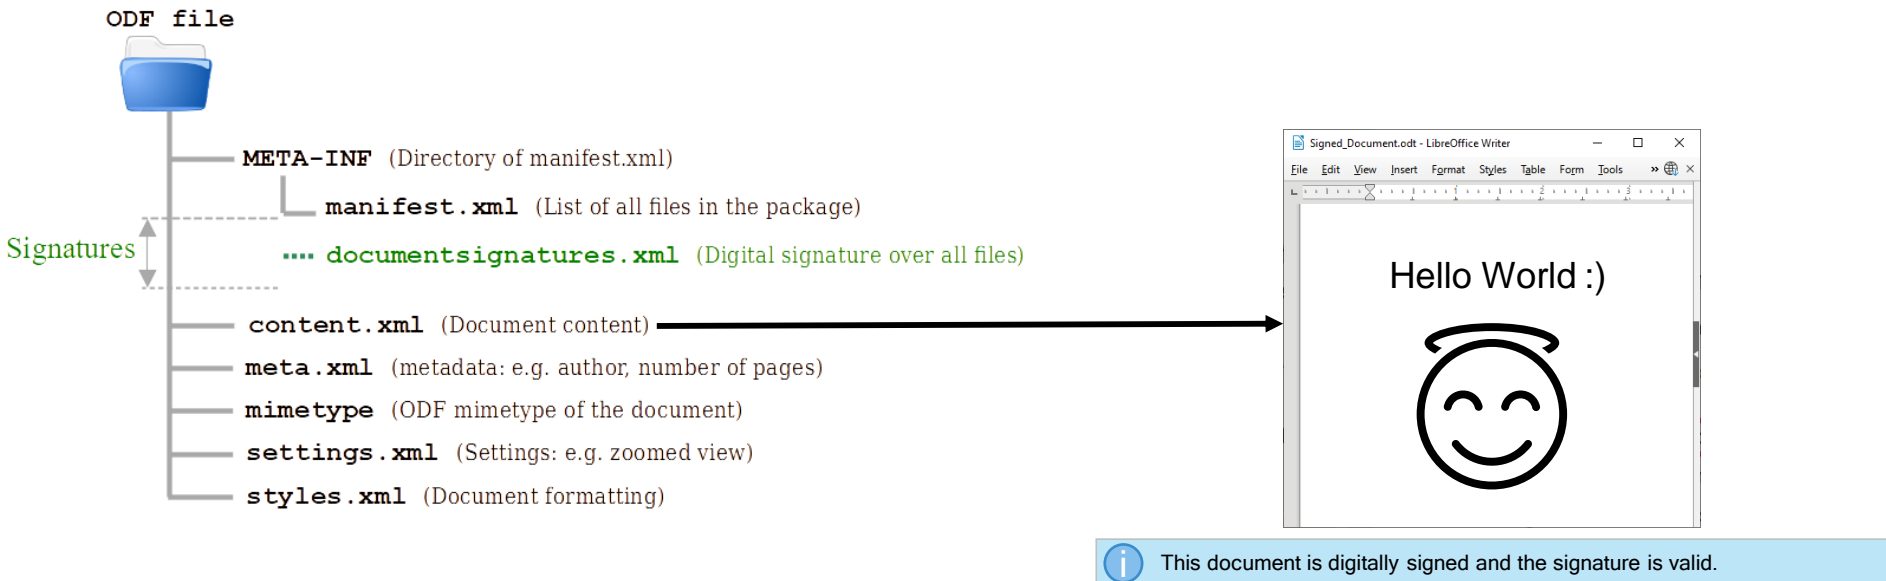 ODF file
META-INF (Directory of manifest.xml)
manifest.xml (List of all files in the package)
Signatures
documentsignatures.xml (Digital signature over all files)
content.xml (Document content)
meta.xml (metadata: e.g. author, number of pages)
mimetype (ODF mimetype of the document)
settings.xml (Settings: e.g. zoomed view)
styles.xml (Document formatting)
Signed_Document.odt - LibreOffice Writer
File Edit View Insert Format Styles Table Form Tools »
1 2 3
Hello World :)
i This document is digitally signed and the signature is valid.